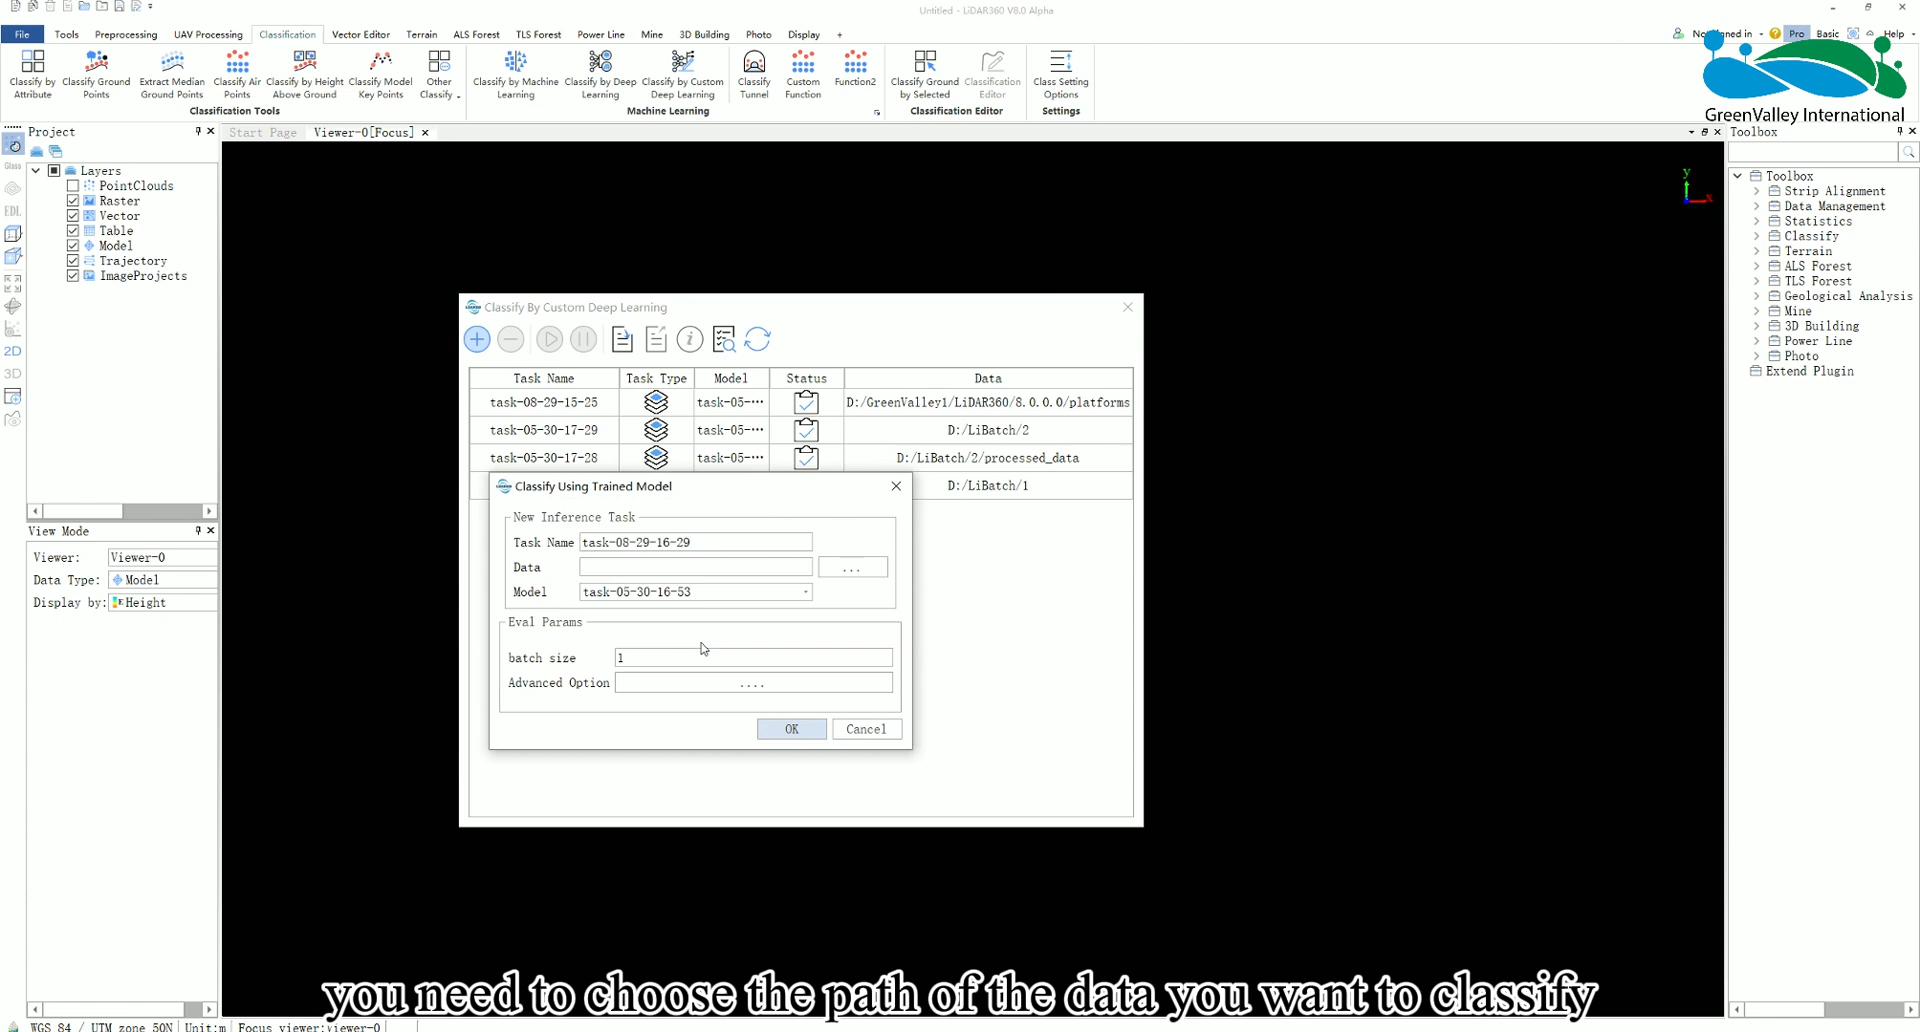 Untitled - LiDAR360 V8.0 Alpha
File Tools Preprocessing UAV Processing Classification Vector Editor Terrain ALS Forest TLS Forest Power Line Mine 3D Building Photo Display +
Pro Basic Help
Classify by Attribute
Classify Ground Points
Extract Median Ground Points
Classify Air Points
Classify by Height Above Ground
Classify Model Key Points
Other Classify
Classify by Machine Learning
Classify by Deep Learning
Classify by Custom Deep Learning
Classify Tunnel
Custom Function
Function2
Classify Ground by Selected
Classification Editor
Class Setting Options
Classification Tools Machine Learning Classification Editor Settings
GreenValley International
Project
Start Page Viewer-0[Focus]
Toolbox
Glass
EDL
2D
3D
Layers
PointClouds
Raster
Vector
Table
Model
Trajectory
ImageProjects
View Mode
Viewer: Viewer-0
Data Type: Model
Display by: Height
y
x
Classify By Custom Deep Learning
Task Name Task Type Model Status Data
task-08-29-15-25 task-05-··· D:/GreenValley1/LiDAR360/8.0.0.0/platforms
task-05-30-17-29 task-05-··· D:/LiBatch/2
task-05-30-17-28 task-05-··· D:/LiBatch/2/processed_data
D:/LiBatch/1
Classify Using Trained Model
New Inference Task
Task Name task-08-29-16-29
Data ...
Model task-05-30-16-53
Eval Params
batch size 1
Advanced Option ....
OK Cancel
Toolbox
Strip Alignment
Data Management
Statistics
Classify
Terrain
ALS Forest
TLS Forest
Geological Analysis
Mine
3D Building
Power Line
Photo
Extend Plugin
you need to choose the path of the data you want to classify
WGS 84 / UTM zone 50N Unit:m Focus viewer:Viewer-0